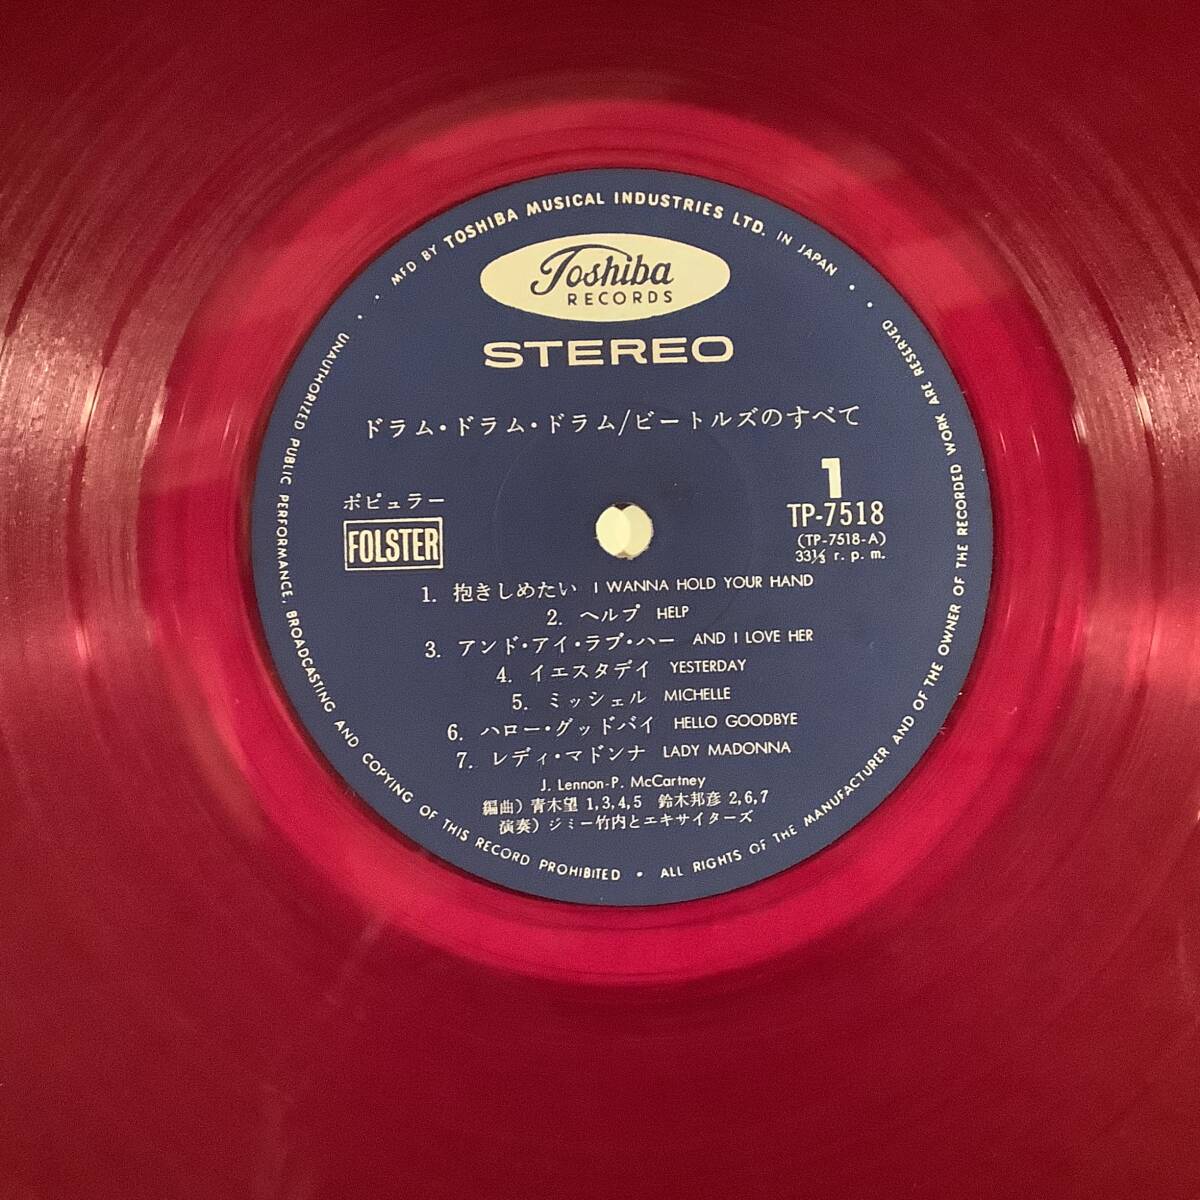 MFD BY TOSHIBA MUSICAL INDUSTRIES LTD. IN JAPAN
Toshiba
RECORDS
STEREO
ドラム・ドラム・ドラム/ビートルズのすべて
ポピュラー
FOLSTER
1
TP-7518
(TP-7518-A)
33⅓ r. p. m.
1. 抱きしめたい I WANNA HOLD YOUR HAND
2. ヘルプ HELP
3. アンド・アイ・ラブ・ハー AND I LOVE HER
4. イエスタデイ YESTERDAY
5. ミッシェル MICHELLE
6. ハロー・グッドバイ HELLO GOODBYE
7. レディ・マドンナ LADY MADONNA
J. Lennon-P. McCartney
編曲) 青木望 1,3,4,5 鈴木邦彦 2,6,7
演奏) ジミー竹内とエキサイターズ
UNAUTHORIZED PUBLIC PERFORMANCE, BROADCASTING AND COPYING OF THIS RECORD PROHIBITED • ALL RIGHTS OF THE MANUFACTURER AND OF THE OWNER OF THE RECORDED WORK ARE RESERVED